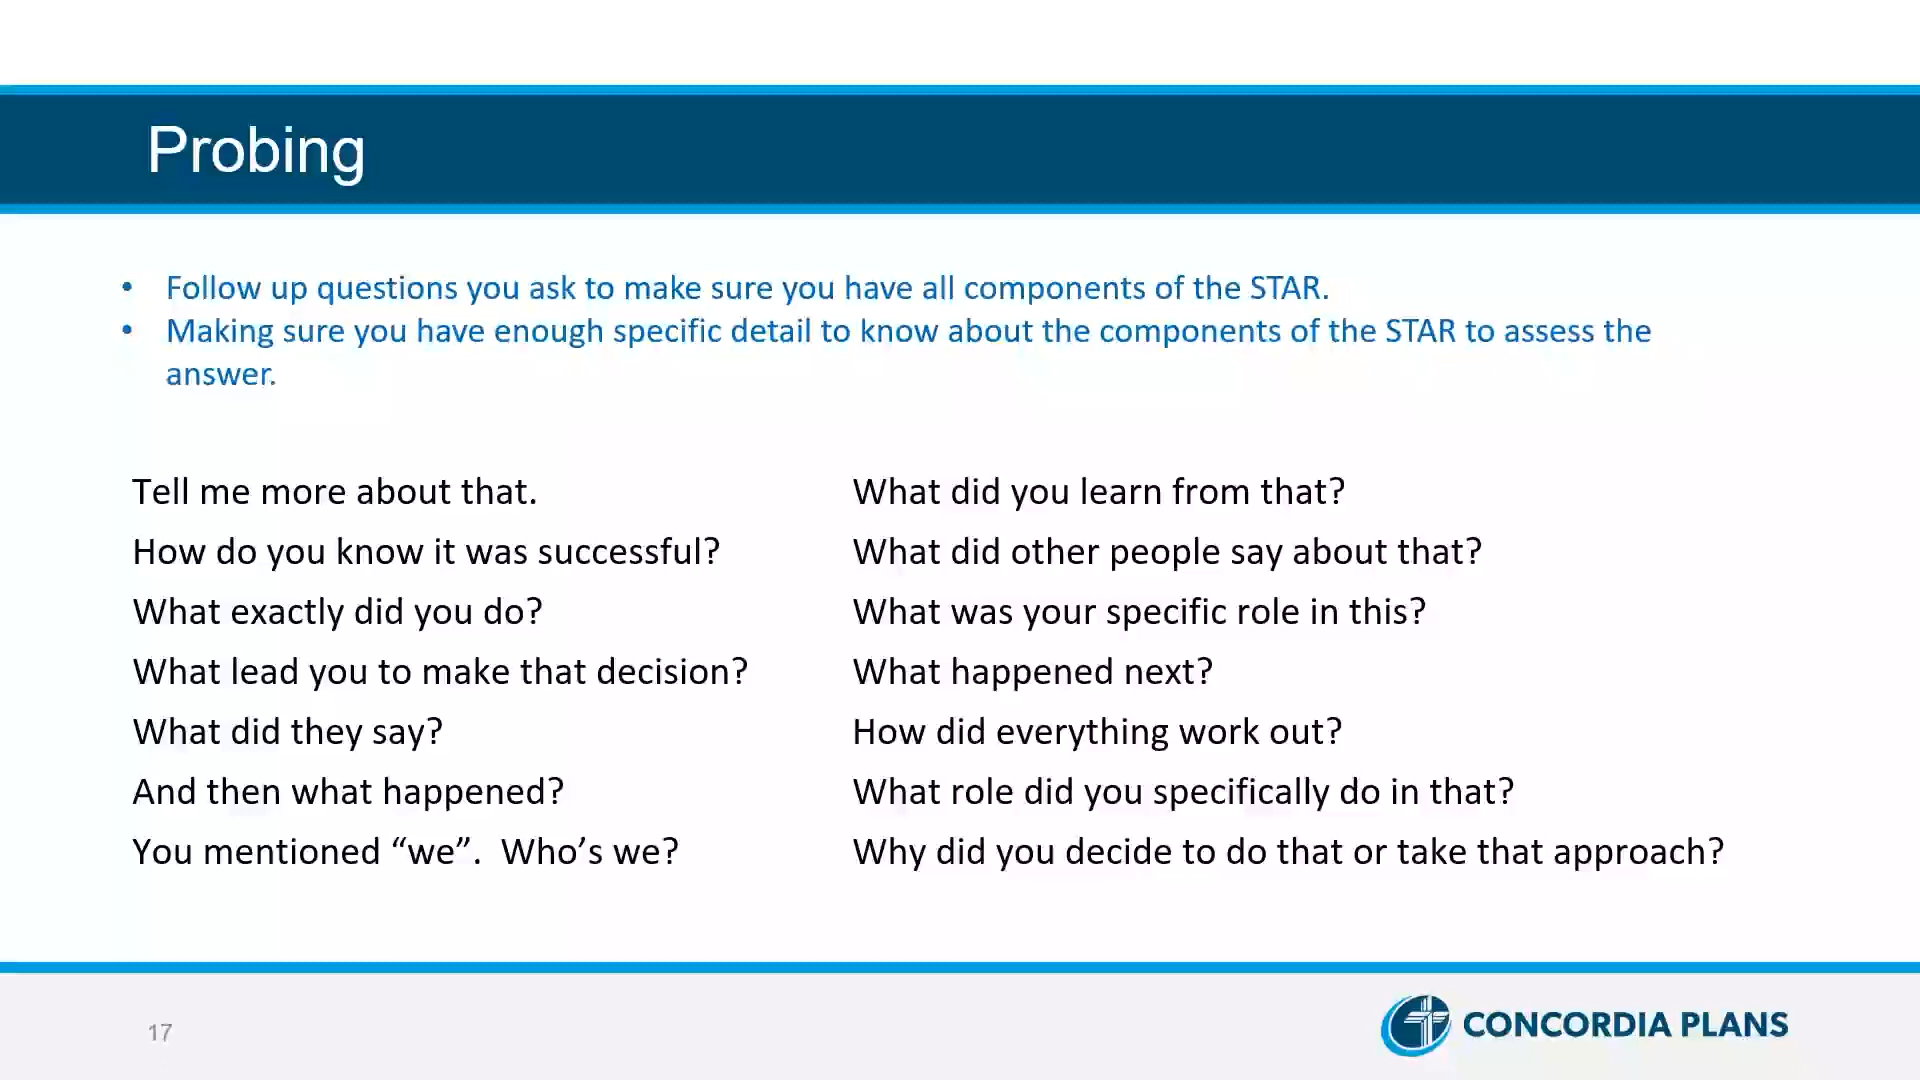 Probing
• Follow up questions you ask to make sure you have all components of the STAR.
• Making sure you have enough specific detail to know about the components of the STAR to assess the
answer.
Tell me more about that.
How do you know it was successful?
What exactly did you do?
What lead you to make that decision?
What did they say?
And then what happened?
You mentioned “we”.  Who’s we?
What did you learn from that?
What did other people say about that?
What was your specific role in this?
What happened next?
How did everything work out?
What role did you specifically do in that?
Why did you decide to do that or take that approach?
17
CONCORDIA PLANS